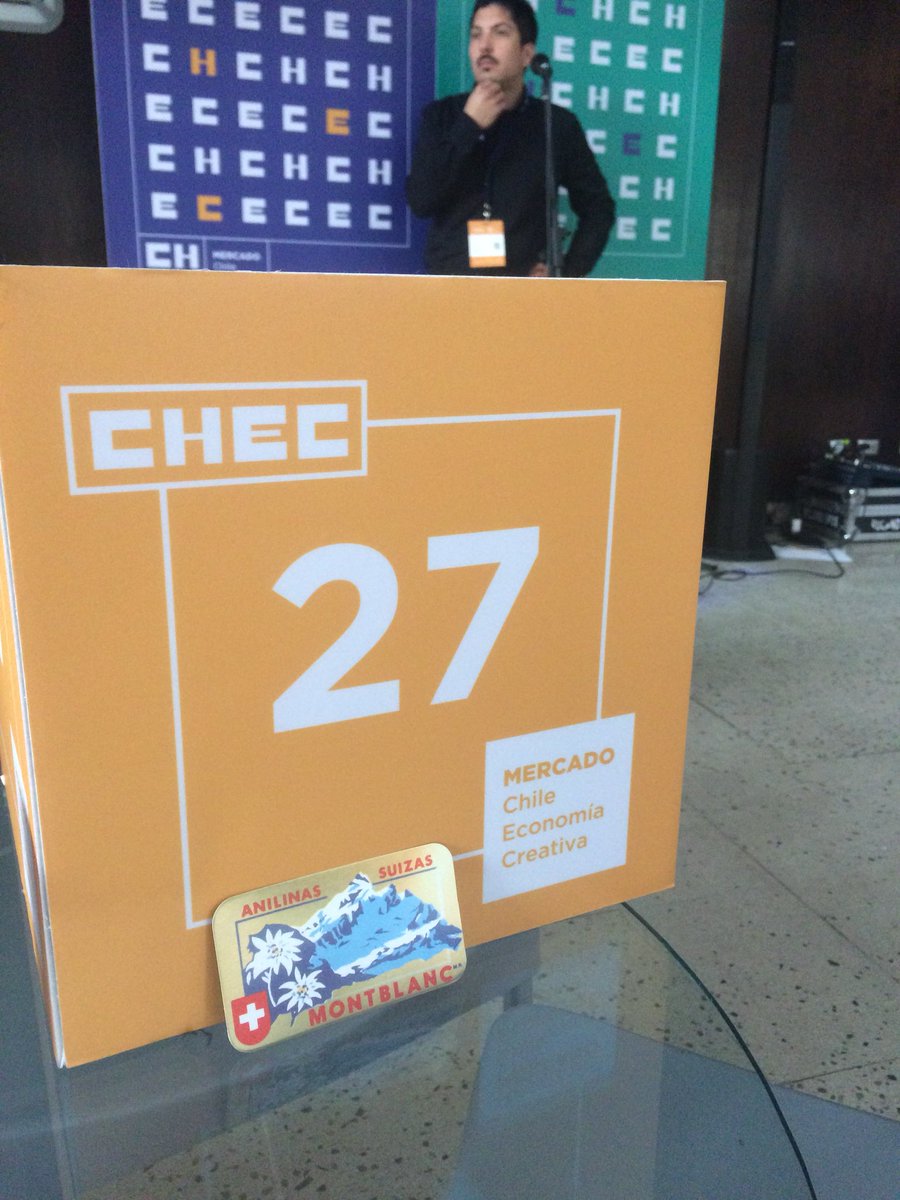 E C E C E C
C H C H C H
E C E C E C
C H C H C H
E C E C E C
CH
MERCADO
Chile
C H C H
E C E C
C H C H
C E C
C H
E C
CHEC
27
MERCADO
Chile
Economía
Creativa
ANILINAS SUIZAS
MONTBLANC